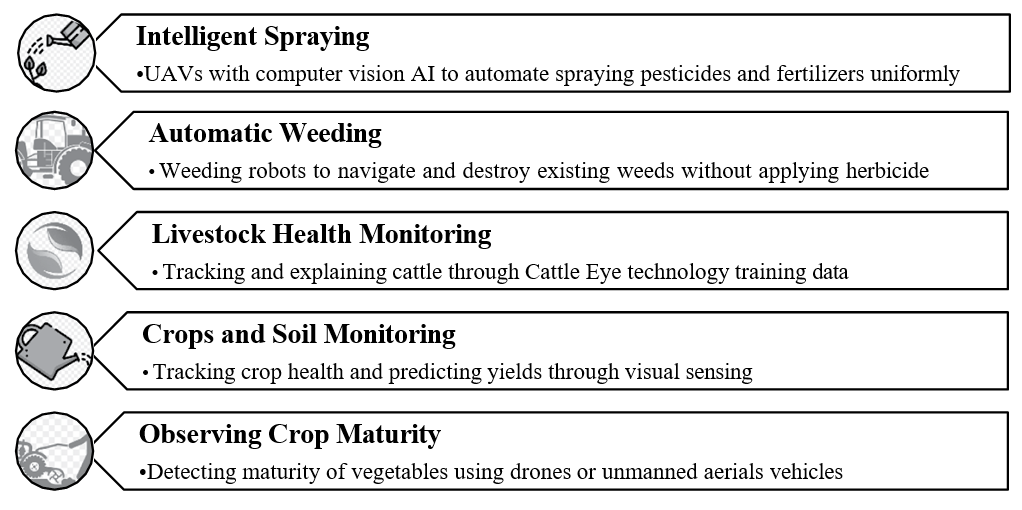 Intelligent Spraying
•UAVs with computer vision AI to automate spraying pesticides and fertilizers uniformly
Automatic Weeding
• Weeding robots to navigate and destroy existing weeds without applying herbicide
Livestock Health Monitoring
• Tracking and explaining cattle through Cattle Eye technology training data
Crops and Soil Monitoring
• Tracking crop health and predicting yields through visual sensing
Observing Crop Maturity
•Detecting maturity of vegetables using drones or unmanned aerials vehicles